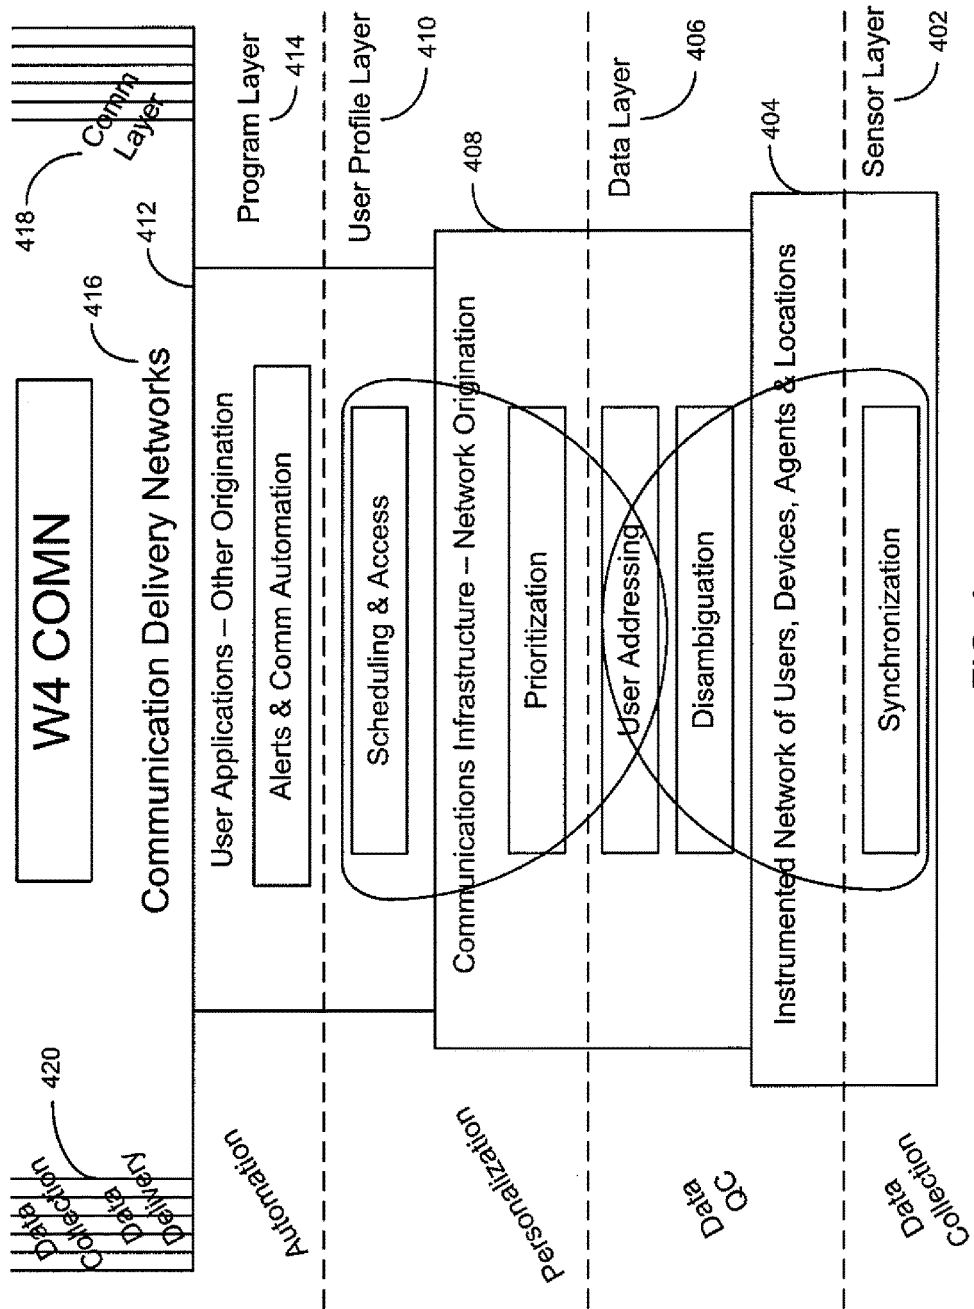 W4 COMN
418
Comm
Layer
416
Communication Delivery Networks
412
420
Data
Collection
Data
Delivery
User Applications – Other Origination
Alerts & Comm Automation
Program Layer
414
Automation
Scheduling & Access
User Profile Layer
410
Communications Infrastructure – Network Origination
408
Prioritization
Personalization
User Addressing
Data Layer
406
Disambiguation
Data
QC
Instrumented Network of Users, Devices, Agents & Locations
404
Synchronization
Sensor Layer
402
Data
Collection